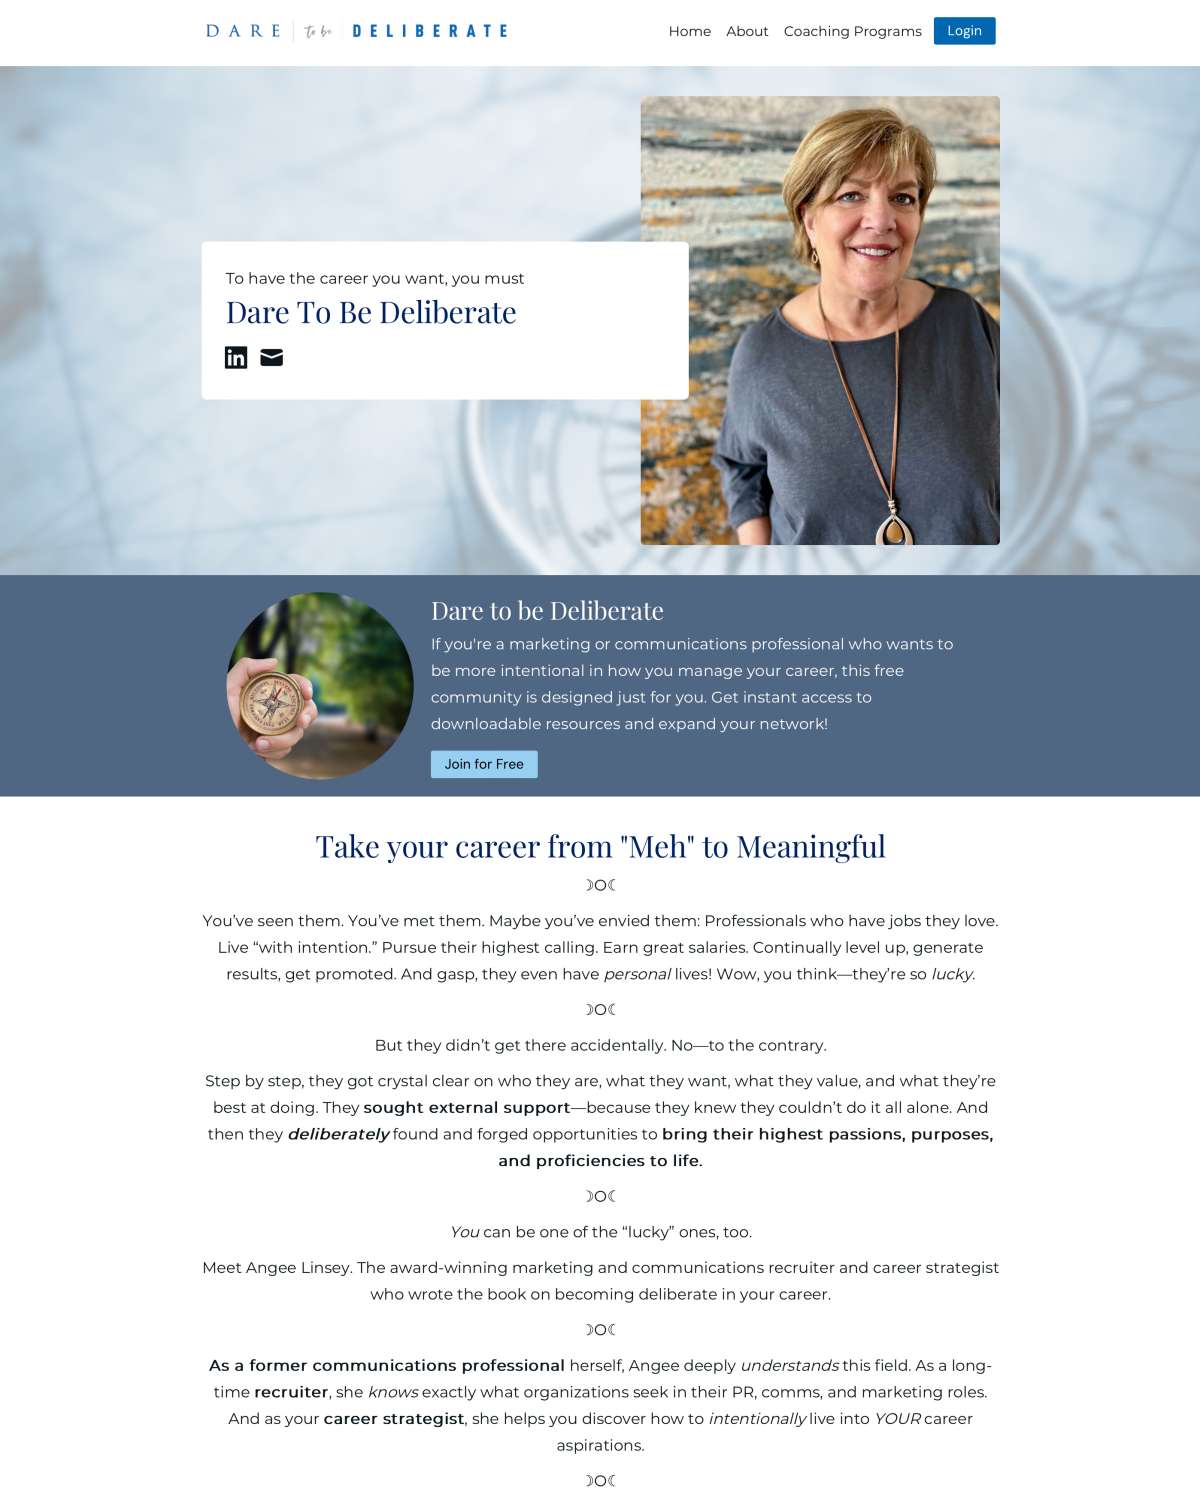 DARE to be DELIBERATE
Home About Coaching Programs Login
To have the career you want, you must
Dare To Be Deliberate
in
W
Dare to be Deliberate
If you're a marketing or communications professional who wants to
be more intentional in how you manage your career, this free
community is designed just for you. Get instant access to
downloadable resources and expand your network!
Join for Free
Take your career from "Meh" to Meaningful
☽○☾
You’ve seen them. You’ve met them. Maybe you’ve envied them: Professionals who have jobs they love.
Live “with intention.” Pursue their highest calling. Earn great salaries. Continually level up, generate
results, get promoted. And gasp, they even have personal lives! Wow, you think—they’re so lucky.
☽○☾
But they didn’t get there accidentally. No—to the contrary.
Step by step, they got crystal clear on who they are, what they want, what they value, and what they’re
best at doing. They sought external support—because they knew they couldn’t do it all alone. And
then they deliberately found and forged opportunities to bring their highest passions, purposes,
and proficiencies to life.
☽○☾
You can be one of the “lucky” ones, too.
Meet Angee Linsey. The award-winning marketing and communications recruiter and career strategist
who wrote the book on becoming deliberate in your career.
☽○☾
As a former communications professional herself, Angee deeply understands this field. As a long-
time recruiter, she knows exactly what organizations seek in their PR, comms, and marketing roles.
And as your career strategist, she helps you discover how to intentionally live into YOUR career
aspirations.
☽○☾